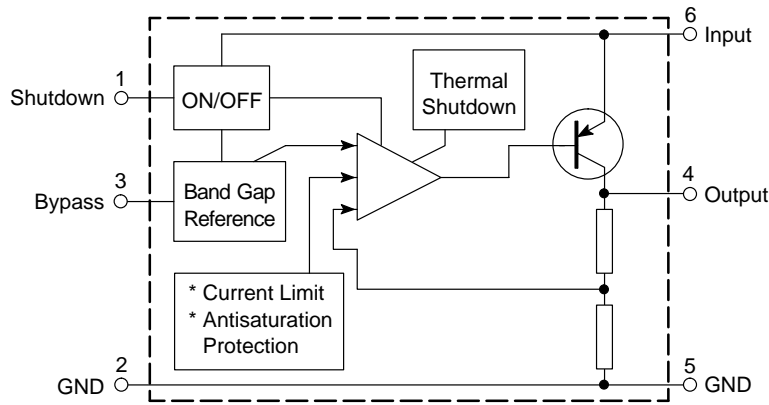 6
Input
1
Shutdown
ON/OFF
Thermal
Shutdown
3
Bypass
Band Gap
Reference
4
Output
* Current Limit
* Antisaturation
Protection
2
GND
5
GND